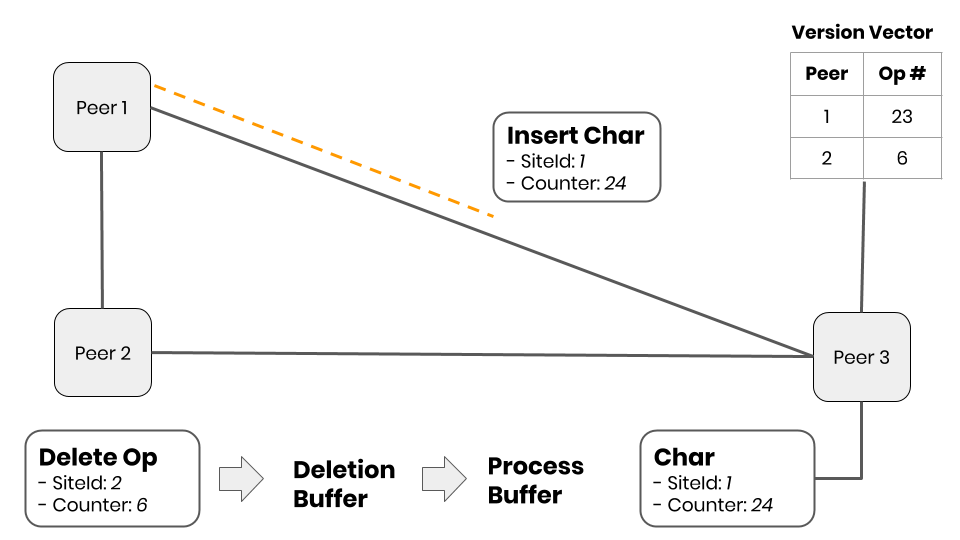 Version Vector
Peer Op #
1 23
2 6
Peer 1
Insert Char
- SiteId: 1
- Counter: 24
Peer 2
Peer 3
Delete Op
- SiteId: 2
- Counter: 6
Deletion
Buffer
Process
Buffer
Char
- SiteId: 1
- Counter: 24